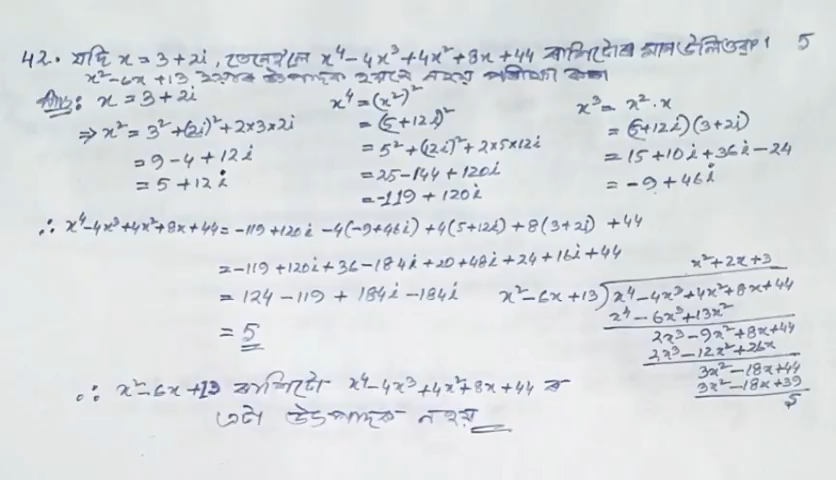 42. যদি x = 3 + 2i, তেনেহলে x⁴ - 4x³ + 4x² + 8x + 44 ৰাশিটোৰ মান উলিওৱা। 5
x² - 6x + 13 ইয়াৰ উৎপাদক হয়নে নহয় পৰীক্ষা কৰা
x = 3 + 2i
⇒ x² = 3² + (2i)² + 2×3×2i
= 9 - 4 + 12i
= 5 + 12i
x⁴ = (x²)²
= (5 + 12i)²
= 5² + (12i)² + 2×5×12i
= 25 - 144 + 120i
= -119 + 120i
x³ = x² . x
= (5 + 12i)(3 + 2i)
= 15 + 10i + 36i - 24
= -9 + 46i
∴ x⁴ - 4x³ + 4x² + 8x + 44 = -119 + 120i - 4(-9 + 46i) + 4(5 + 12i) + 8(3 + 2i) + 44
= -119 + 120i + 36 - 184i + 20 + 48i + 24 + 16i + 44
= 124 - 119 + 184i - 184i
= 5
x² + 2x + 3
x² - 6x + 13 ) x⁴ - 4x³ + 4x² + 8x + 44
x⁴ - 6x³ + 13x²
2x³ - 9x² + 8x + 44
2x³ - 12x² + 26x
3x² - 18x + 44
3x² - 18x + 39
5
∴ x² - 6x + 13 ৰাশিটো x⁴ - 4x³ + 4x² + 8x + 44 ৰ
এটা উৎপাদক নহয়